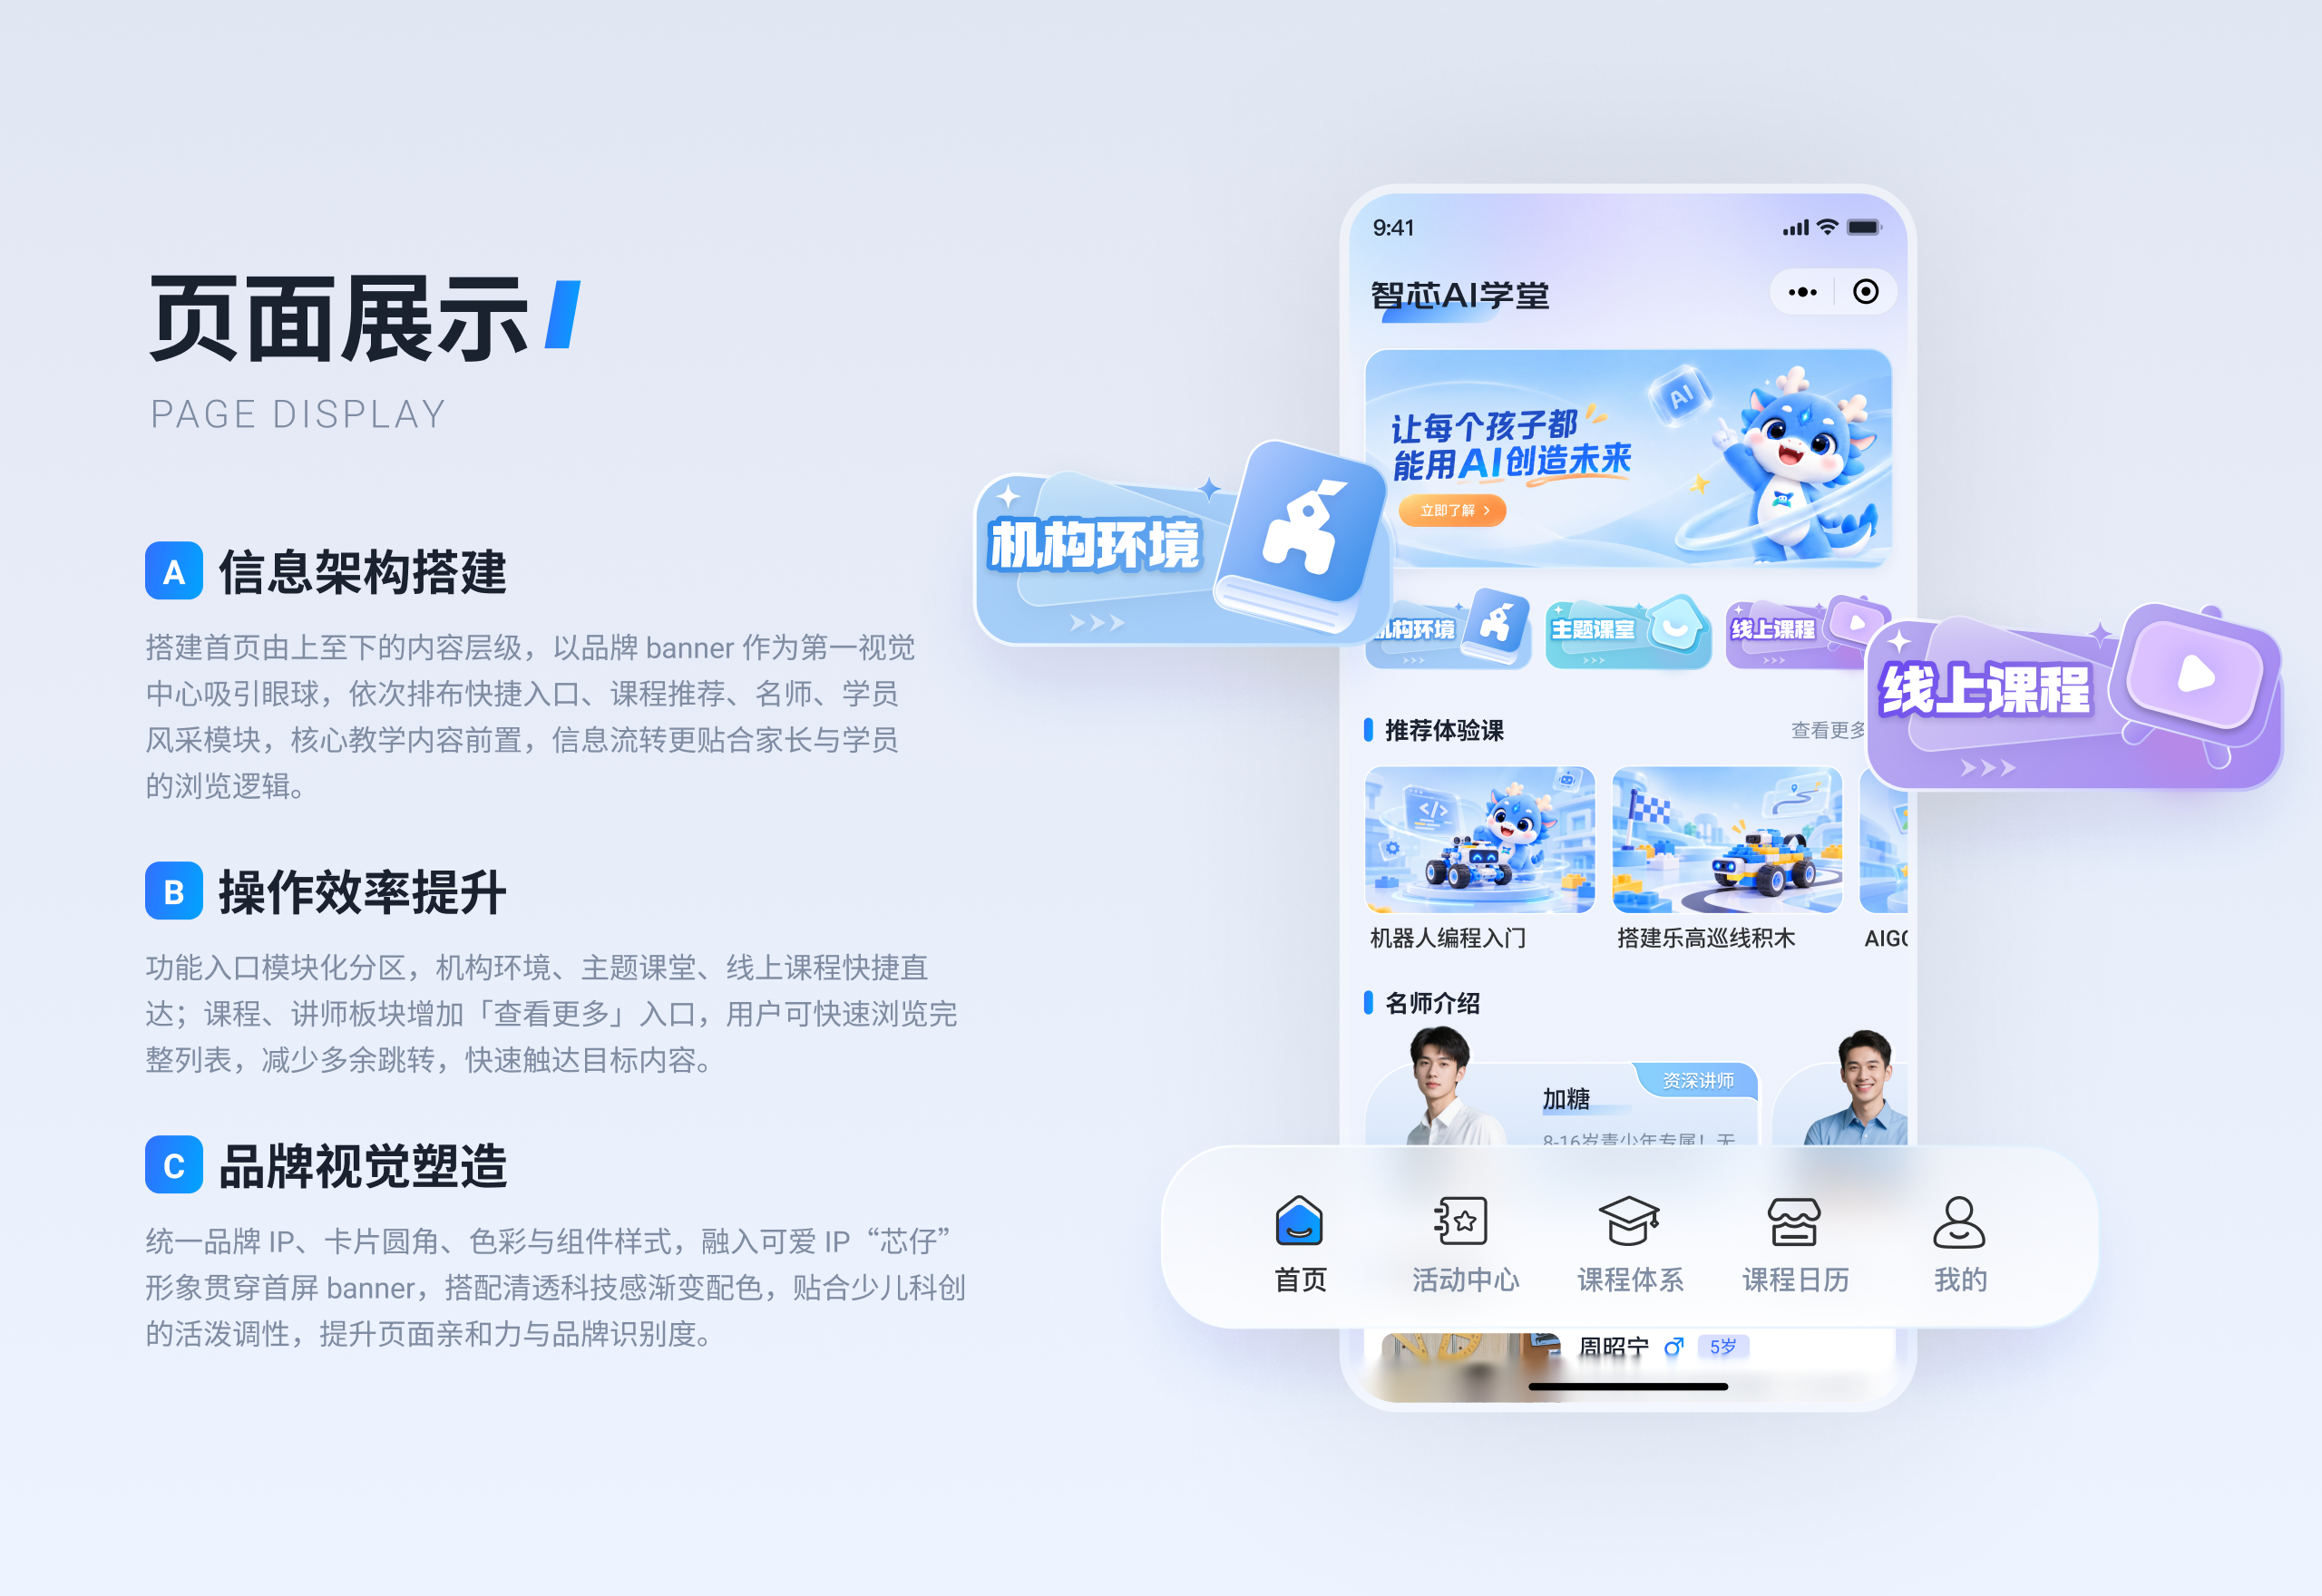 页面展示
PAGE DISPLAY
A 信息架构搭建
搭建首页由上至下的内容层级，以品牌 banner 作为第一视觉
中心吸引眼球，依次排布快捷入口、课程推荐、名师、学员
风采模块，核心教学内容前置，信息流转更贴合家长与学员
的浏览逻辑。
B 操作效率提升
功能入口模块化分区，机构环境、主题课堂、线上课程快捷直
达；课程、讲师板块增加「查看更多」入口，用户可快速浏览完
整列表，减少多余跳转，快速触达目标内容。
C 品牌视觉塑造
统一品牌 IP、卡片圆角、色彩与组件样式，融入可爱 IP“芯仔”
形象贯穿首屏 banner，搭配清透科技感渐变配色，贴合少儿科创
的活泼调性，提升页面亲和力与品牌识别度。
9:41
智芯AI学堂
AI
让每个孩子都
能用AI创造未来
立即了解
机构环境
机构环境
主题课室
线上课程
线上课程
推荐体验课
查看更多
</>
机器人编程入门
搭建乐高巡线积木
名师介绍
加糖
资深讲师
8-16岁青少年专属！无
首页
活动中心
课程体系
课程日历
我的
周昭宁
5岁